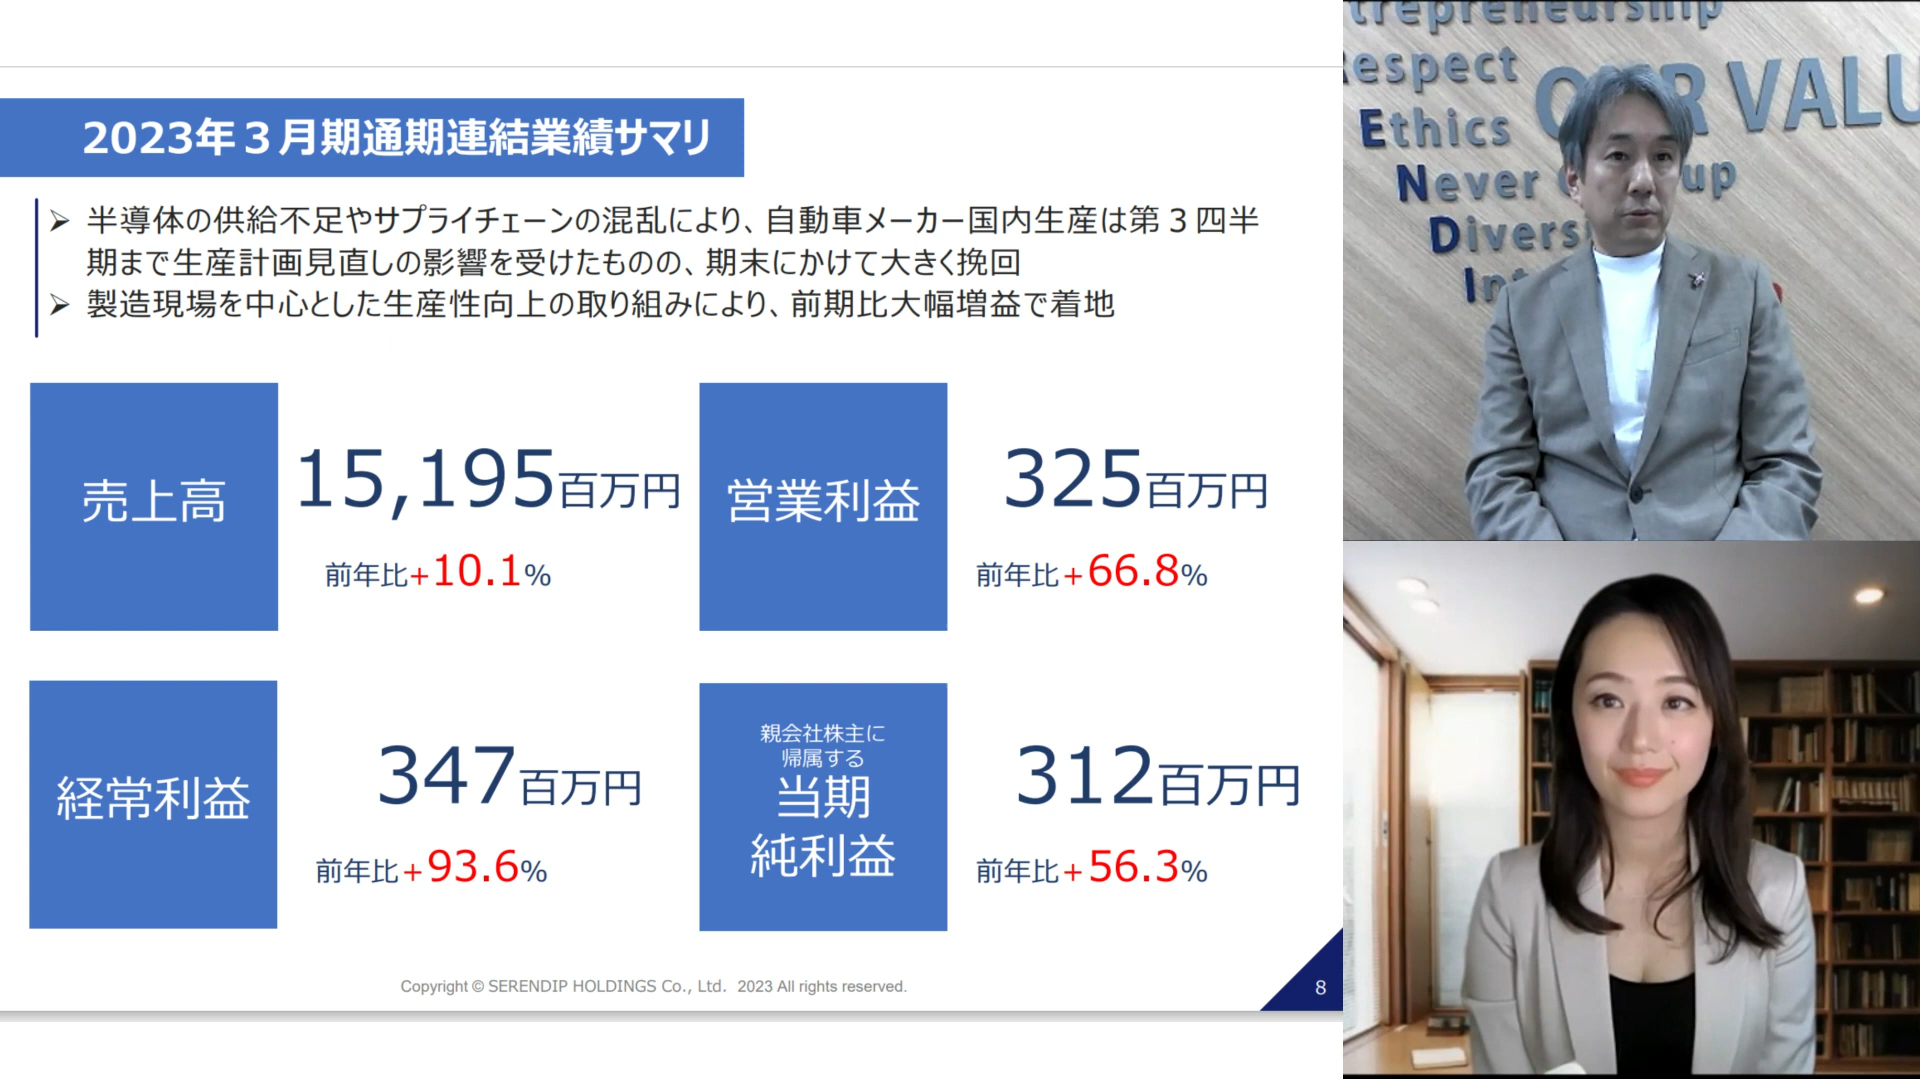 2023年３月期通期連結業績サマリ
➢ 半導体の供給不足やサプライチェーンの混乱により、自動車メーカー国内生産は第３四半
期まで生産計画見直しの影響を受けたものの、期末にかけて大きく挽回
➢ 製造現場を中心とした生産性向上の取り組みにより、前期比大幅増益で着地
売上高
15,195百万円
前年比+10.1%
営業利益
325百万円
前年比+66.8%
経常利益
347百万円
前年比+93.6%
親会社株主に
帰属する
当期
純利益
312百万円
前年比+56.3%
Copyright © SERENDIP HOLDINGS Co., Ltd. 2023 All rights reserved.
8
trepreneurship
espect
Ethics
Never
up
Divers
In
VALU